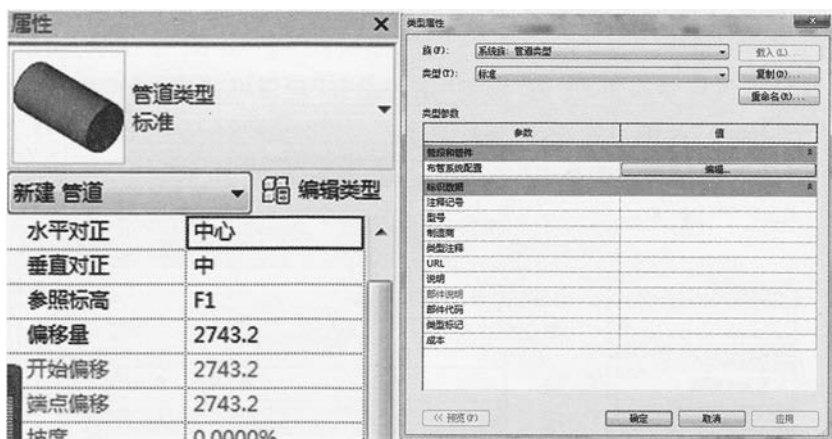 属性
管道类型
标准
新建 管道
编辑类型
水平对正 中心
垂直对正 中
参照标高 F1
偏移量 2743.2
开始偏移 2743.2
端点偏移 2743.2
坡度 0.0000%
类型属性
族(F): 系统族: 管道类型 载入(L)...
类型(T): 标准 复制(D)...
重命名(R)...
类型参数
参数 值
管段和管件
布管系统配置 编辑...
标识数据
注释记号
型号
制造商
类型注释
URL
说明
部件说明
部件代码
类型标记
成本
<< 预览(P) 确定 取消 应用